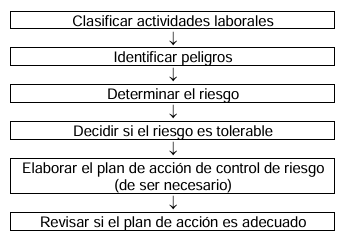 Clasificar actividades laborales
Identificar peligros
Determinar el riesgo
Decidir si el riesgo es tolerable
Elaborar el plan de acción de control de riesgo
(de ser necesario)
Revisar si el plan de acción es adecuado